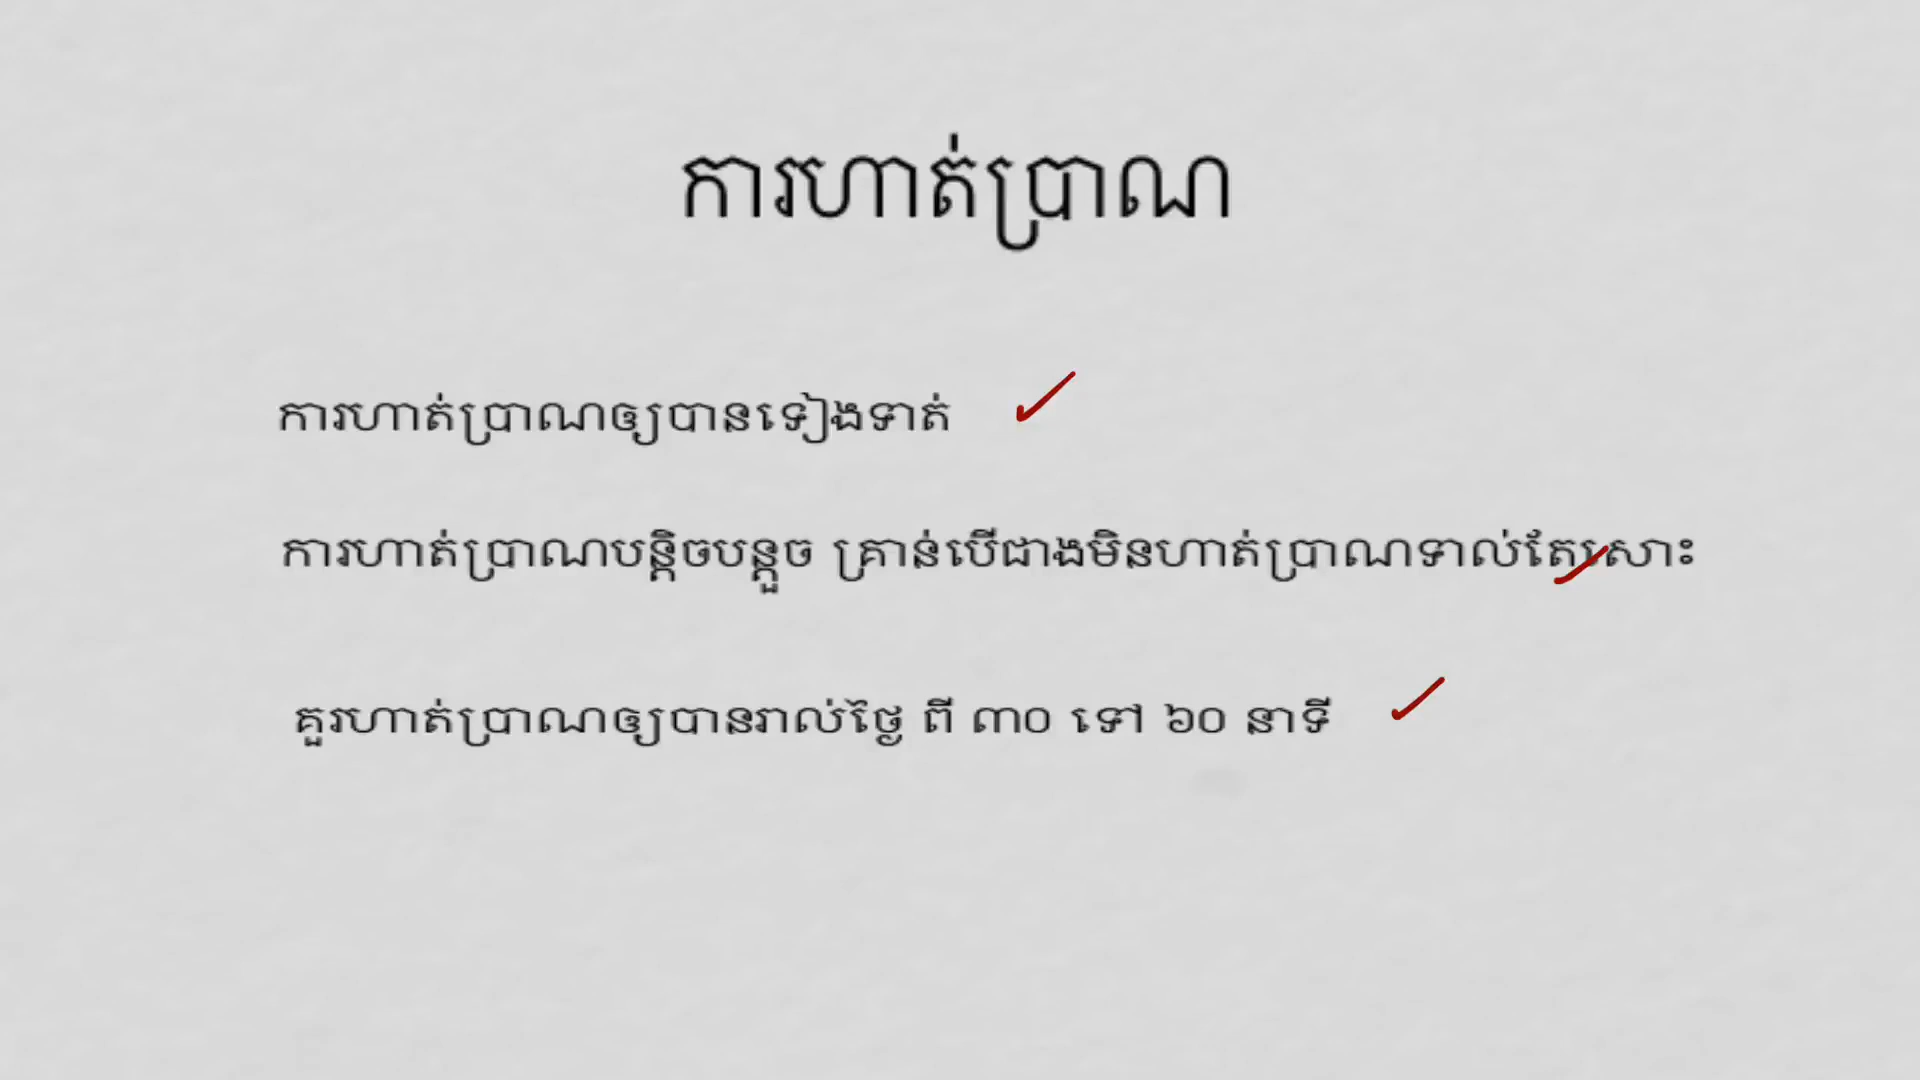 ការហាត់ប្រាណ
ការហាត់ប្រាណឲ្យបានទៀងទាត់
ការហាត់ប្រាណបន្តិចបន្តួច គ្រាន់បើជាងមិនហាត់ប្រាណទាល់តែសោះ
គួរហាត់ប្រាណឲ្យបានរាល់ថ្ងៃ ពី ៣០ ទៅ ៦០ នាទី